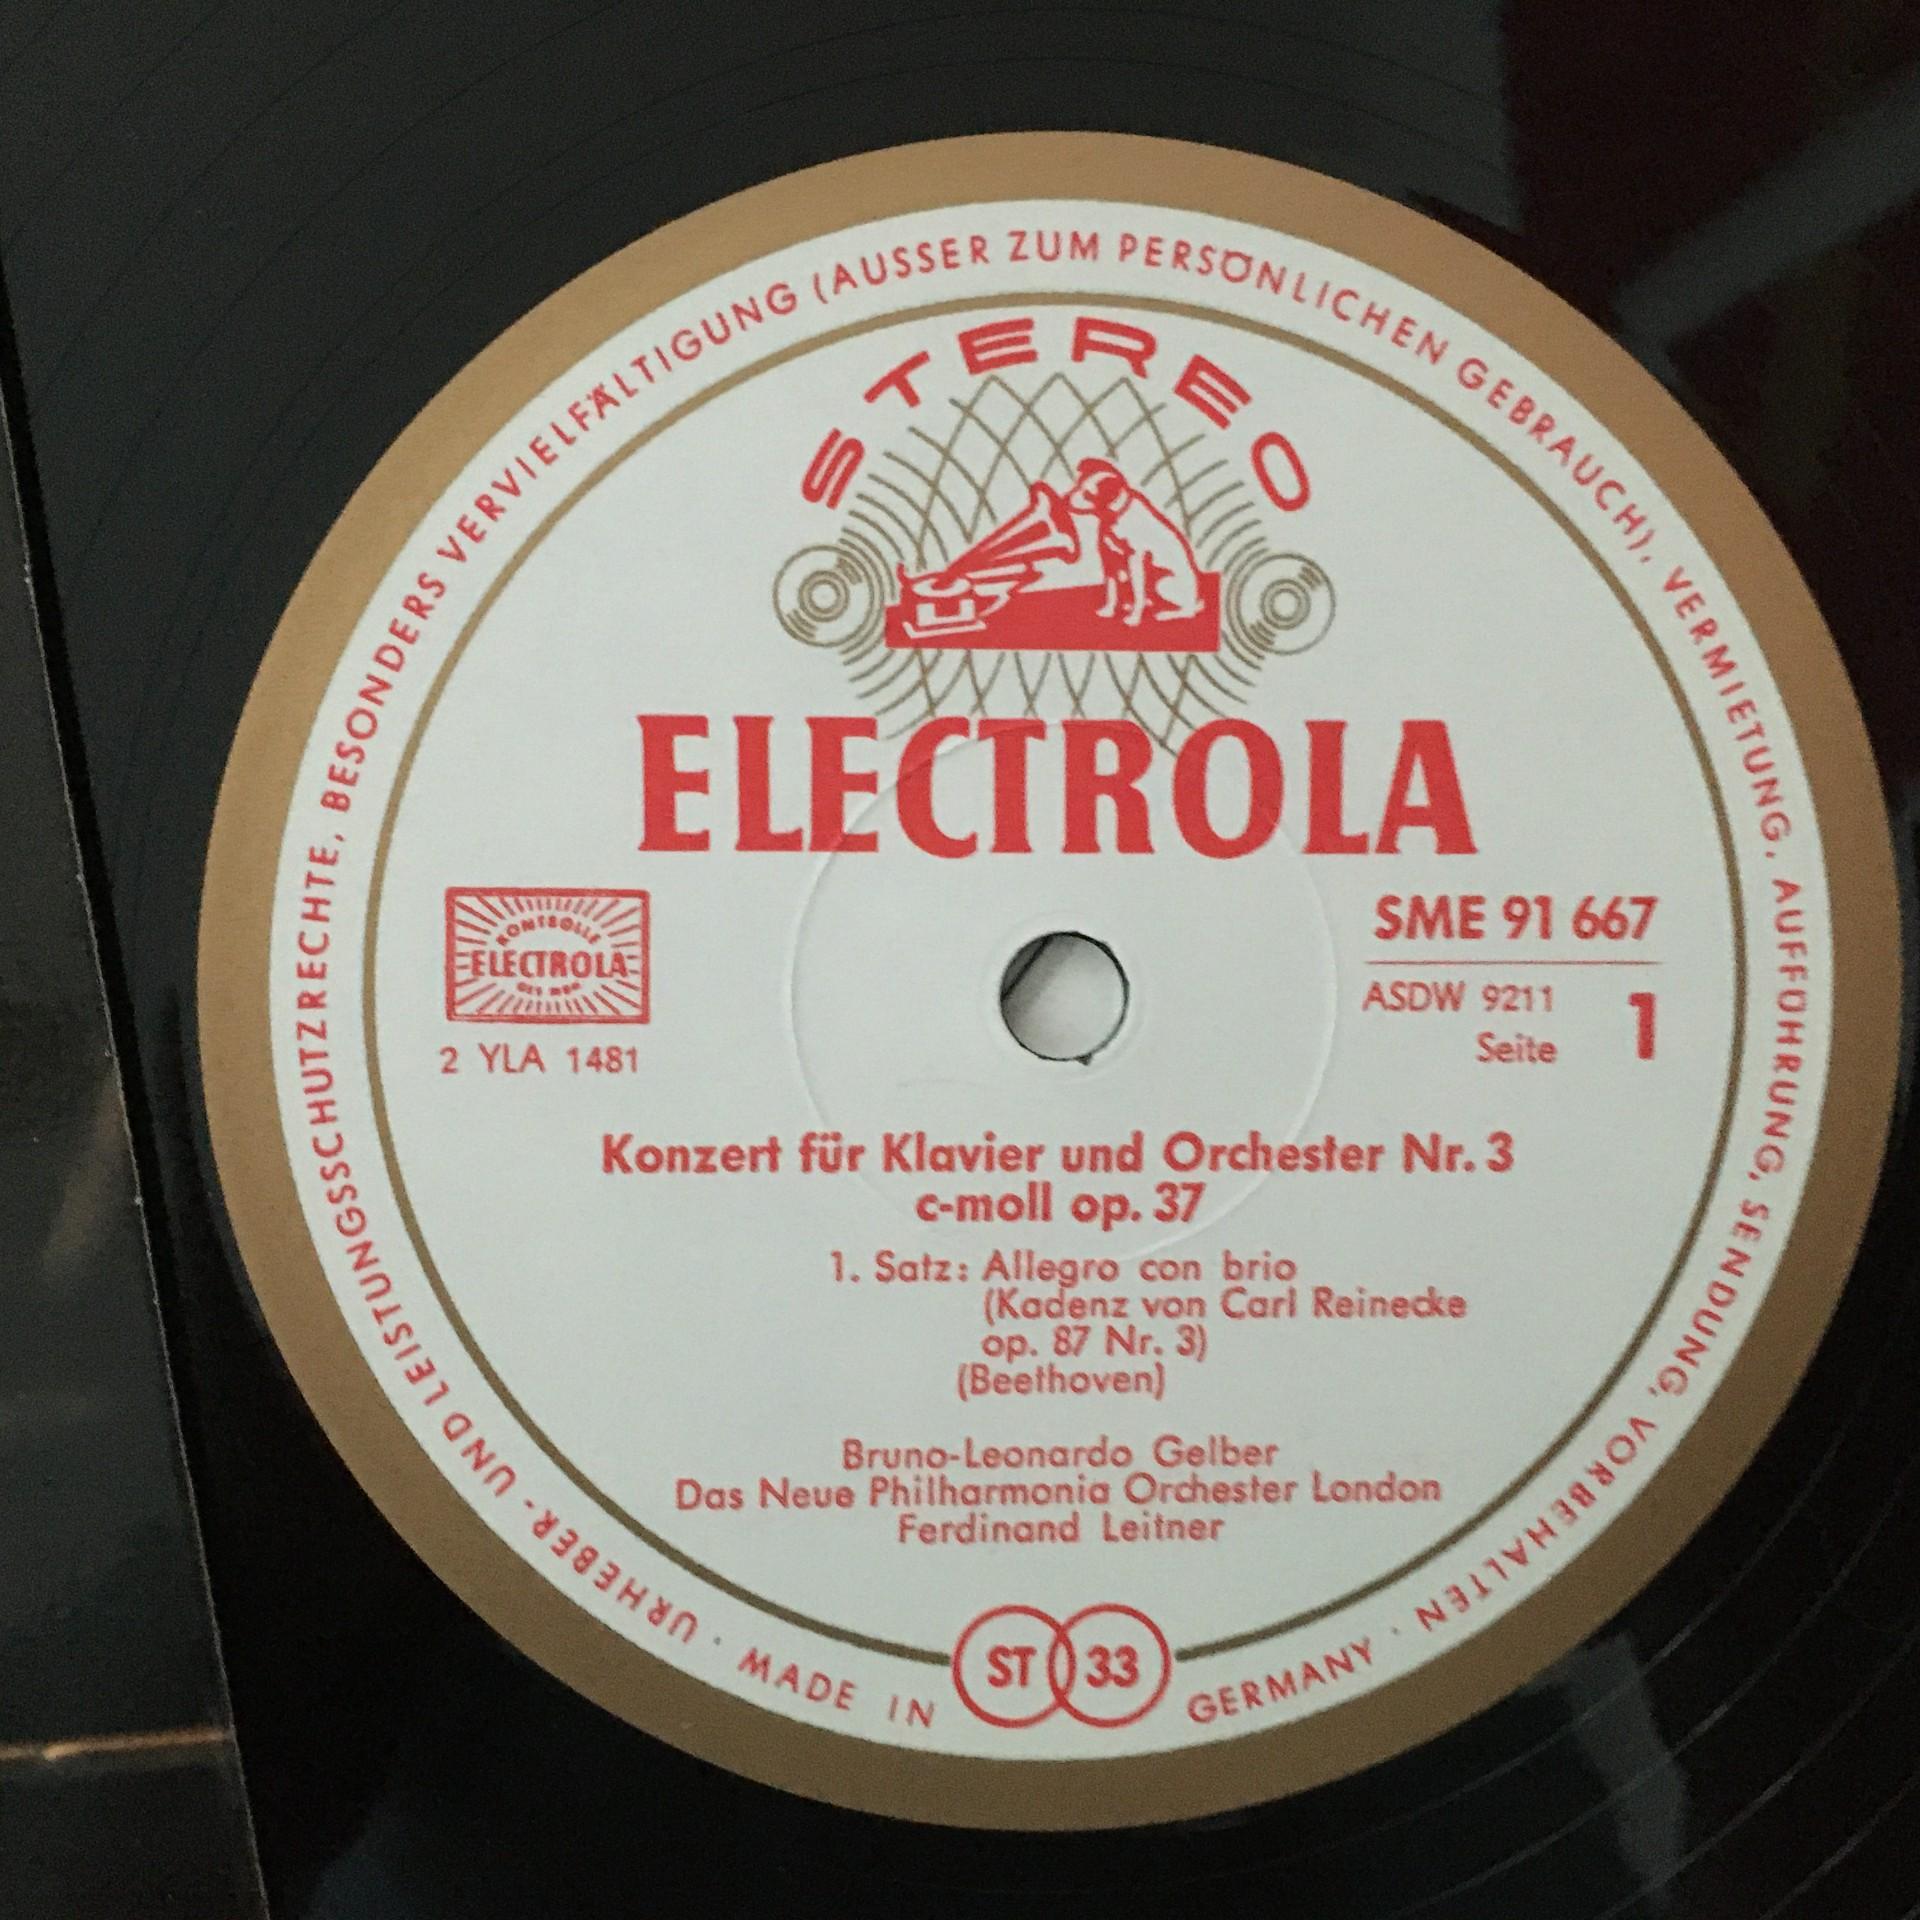 URHEBER- UND LEISTUNGSSCHUTZRECHTE, BESONDERS VERVIELFÄLTIGUNG (AUSSER ZUM PERSÖNLICHEN GEBRAUCH), VERMIETUNG, AUFFÜHRUNG, SENDUNG, VORBEHALTEN · MADE IN GERMANY ·
STEREO
ELECTROLA
KONTROLLE
ELECTROLA
2 YLA 1481
SME 91 667
ASDW 9211
Seite 1
Konzert für Klavier und Orchester Nr. 3
c-moll op. 37
1. Satz: Allegro con brio
(Kadenz von Carl Reinecke
op. 87 Nr. 3)
(Beethoven)
Bruno-Leonardo Gelber
Das Neue Philharmonia Orchester London
Ferdinand Leitner
ST 33